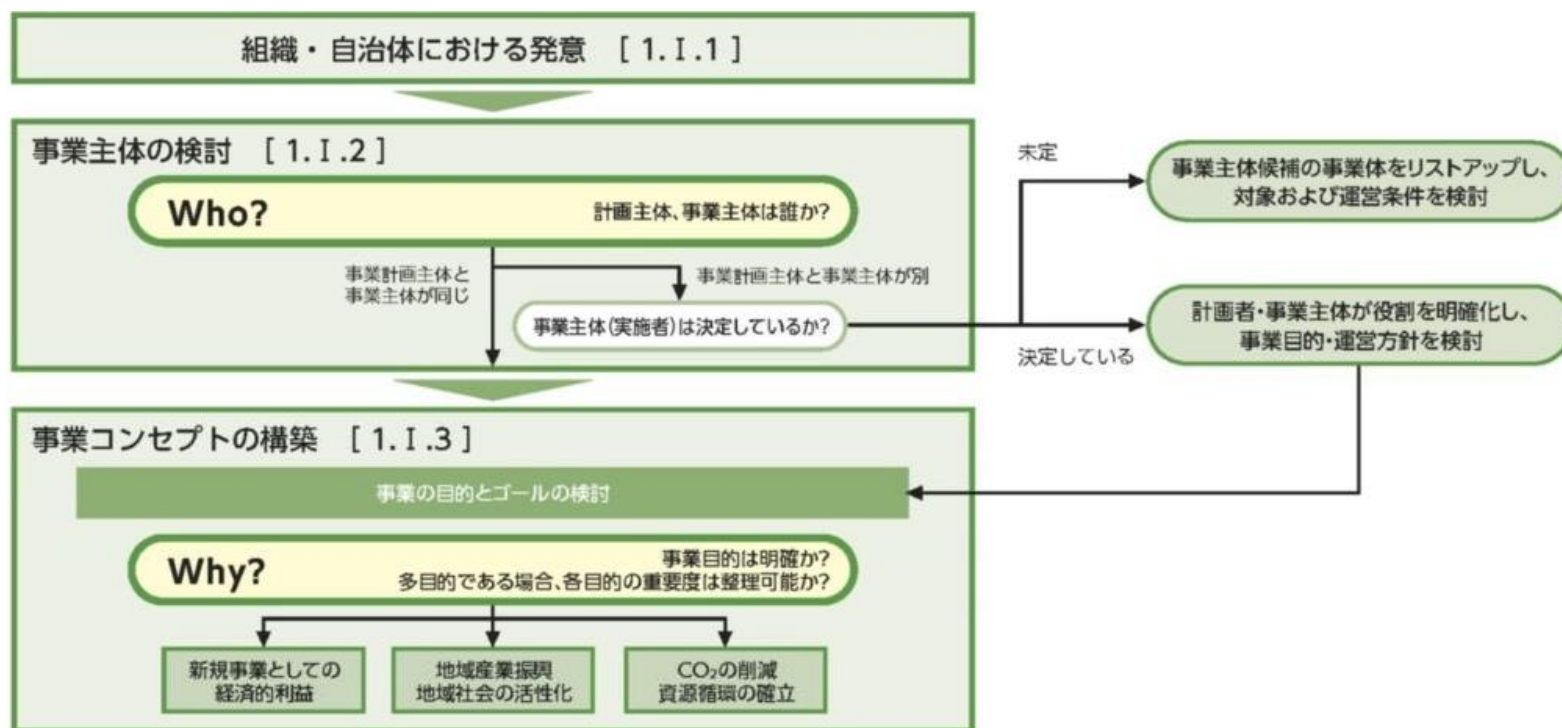 組織・自治体における発意 [ 1.Ⅰ.1 ]
事業主体の検討 [ 1.Ⅰ.2 ]
Who?
計画主体、事業主体は誰か?
事業計画主体と
事業主体が同じ
事業計画主体と事業主体が別
事業主体(実施者)は決定しているか?
未定
事業主体候補の事業体をリストアップし、
対象および運営条件を検討
決定している
計画者・事業主体が役割を明確化し、
事業目的・運営方針を検討
事業コンセプトの構築 [ 1.Ⅰ.3 ]
事業の目的とゴールの検討
Why?
事業目的は明確か?
多目的である場合、各目的の重要度は整理可能か?
新規事業としての
経済的利益
地域産業振興
地域社会の活性化
CO₂の削減
資源循環の確立